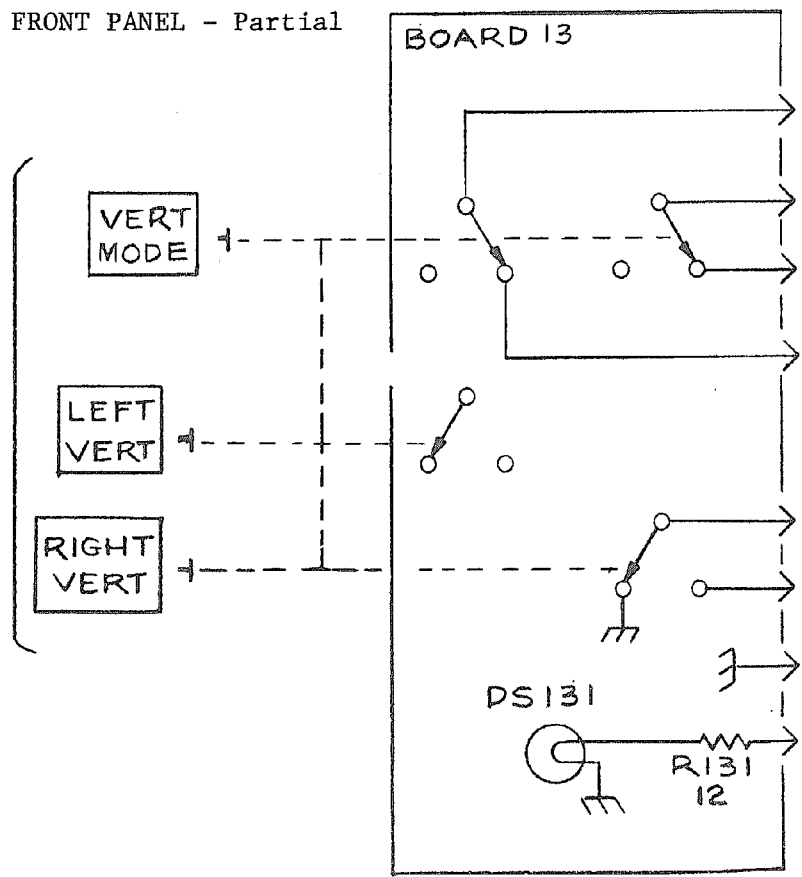 FRONT PANEL - Partial
BOARD 13
VERT
MODE
LEFT
VERT
RIGHT
VERT
DS131
R131
12